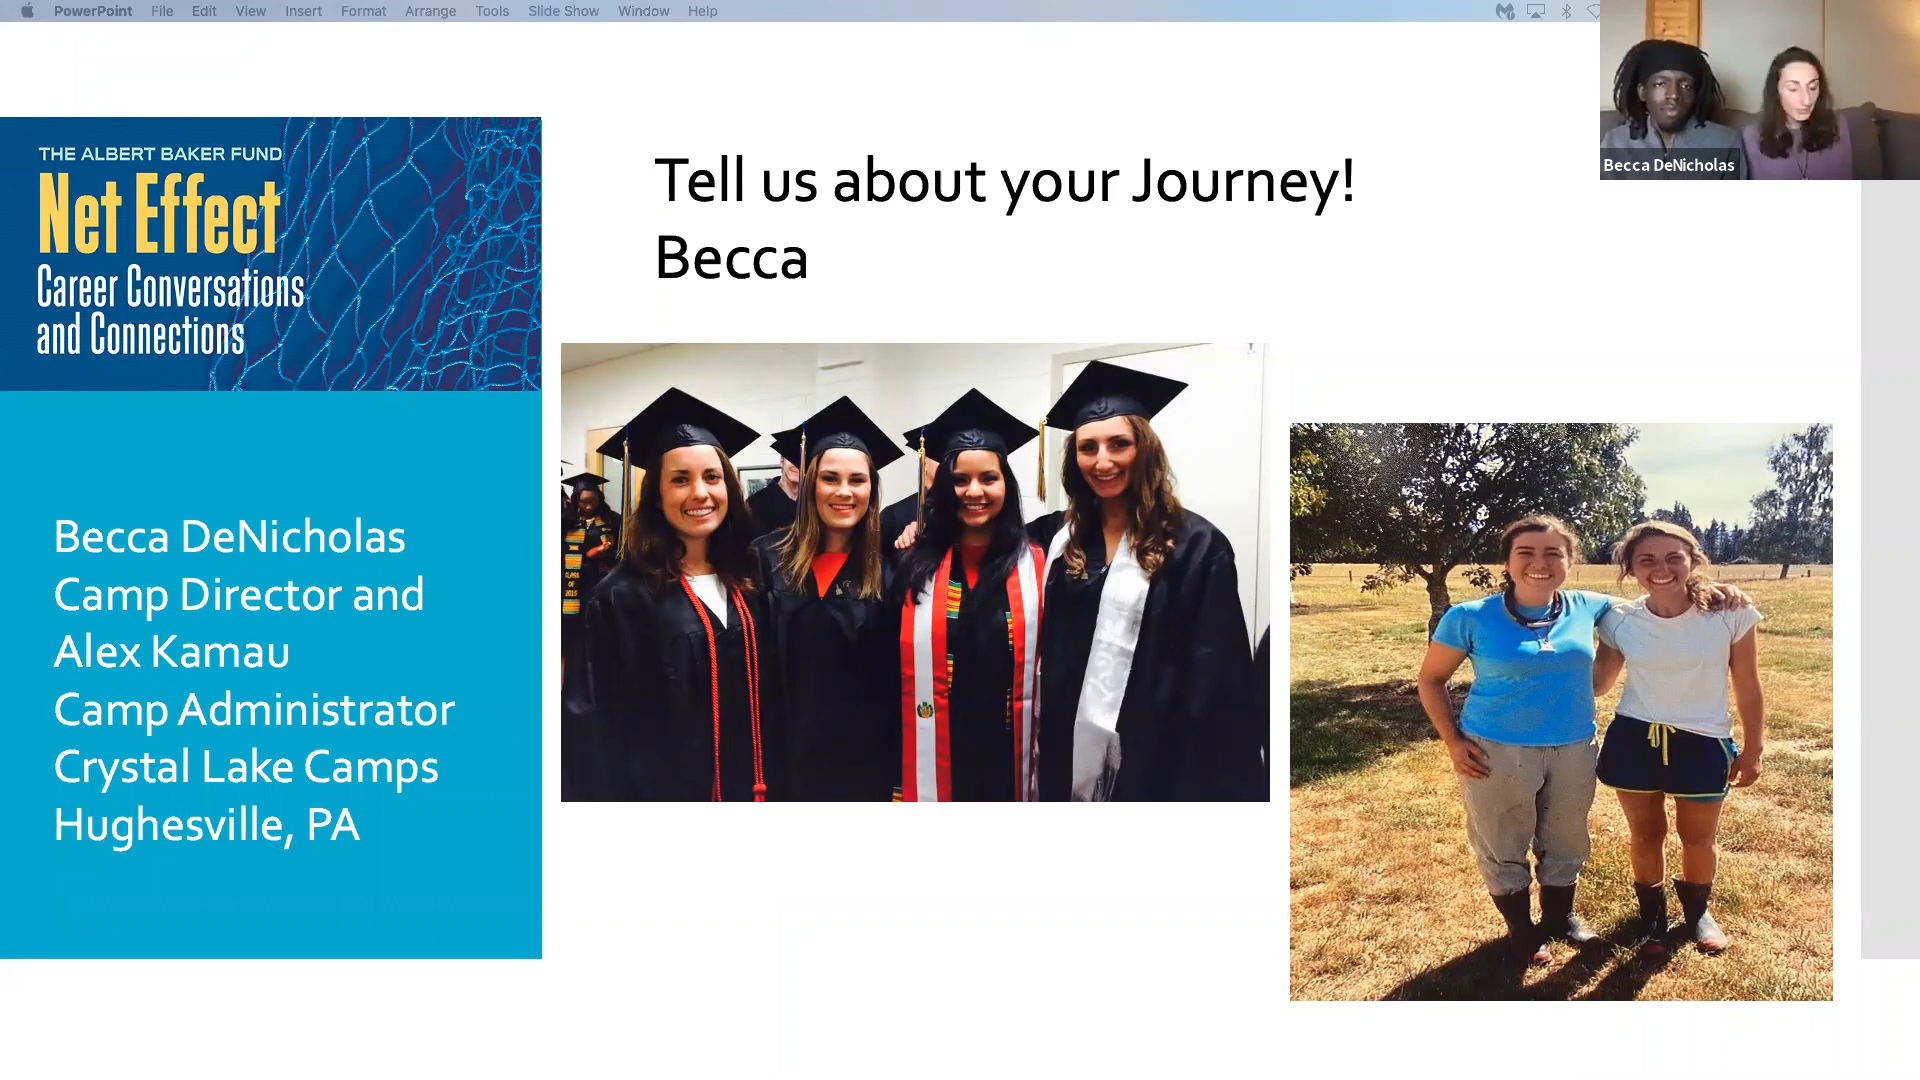 PowerPoint File Edit View Insert Format Arrange Tools Slide Show Window Help
Becca DeNicholas
THE ALBERT BAKER FUND
Net Effect
Career Conversations
and Connections
Tell us about your Journey!
Becca
Becca DeNicholas
Camp Director and
Alex Kamau
Camp Administrator
Crystal Lake Camps
Hughesville, PA